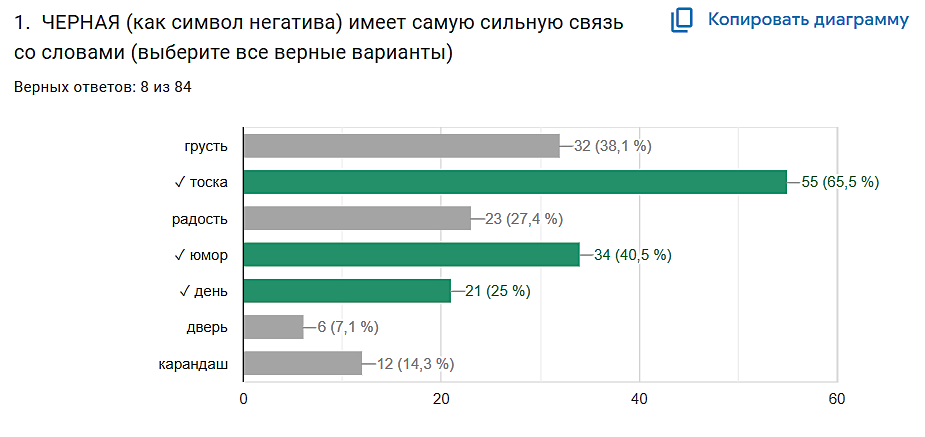 1. ЧЕРНАЯ (как символ негатива) имеет самую сильную связь
со словами (выберите все верные варианты)
Копировать диаграмму
Верных ответов: 8 из 84
грусть 32 (38,1 %)
✓ тоска 55 (65,5 %)
радость 23 (27,4 %)
✓ юмор 34 (40,5 %)
✓ день 21 (25 %)
дверь 6 (7,1 %)
карандаш 12 (14,3 %)
0 20 40 60